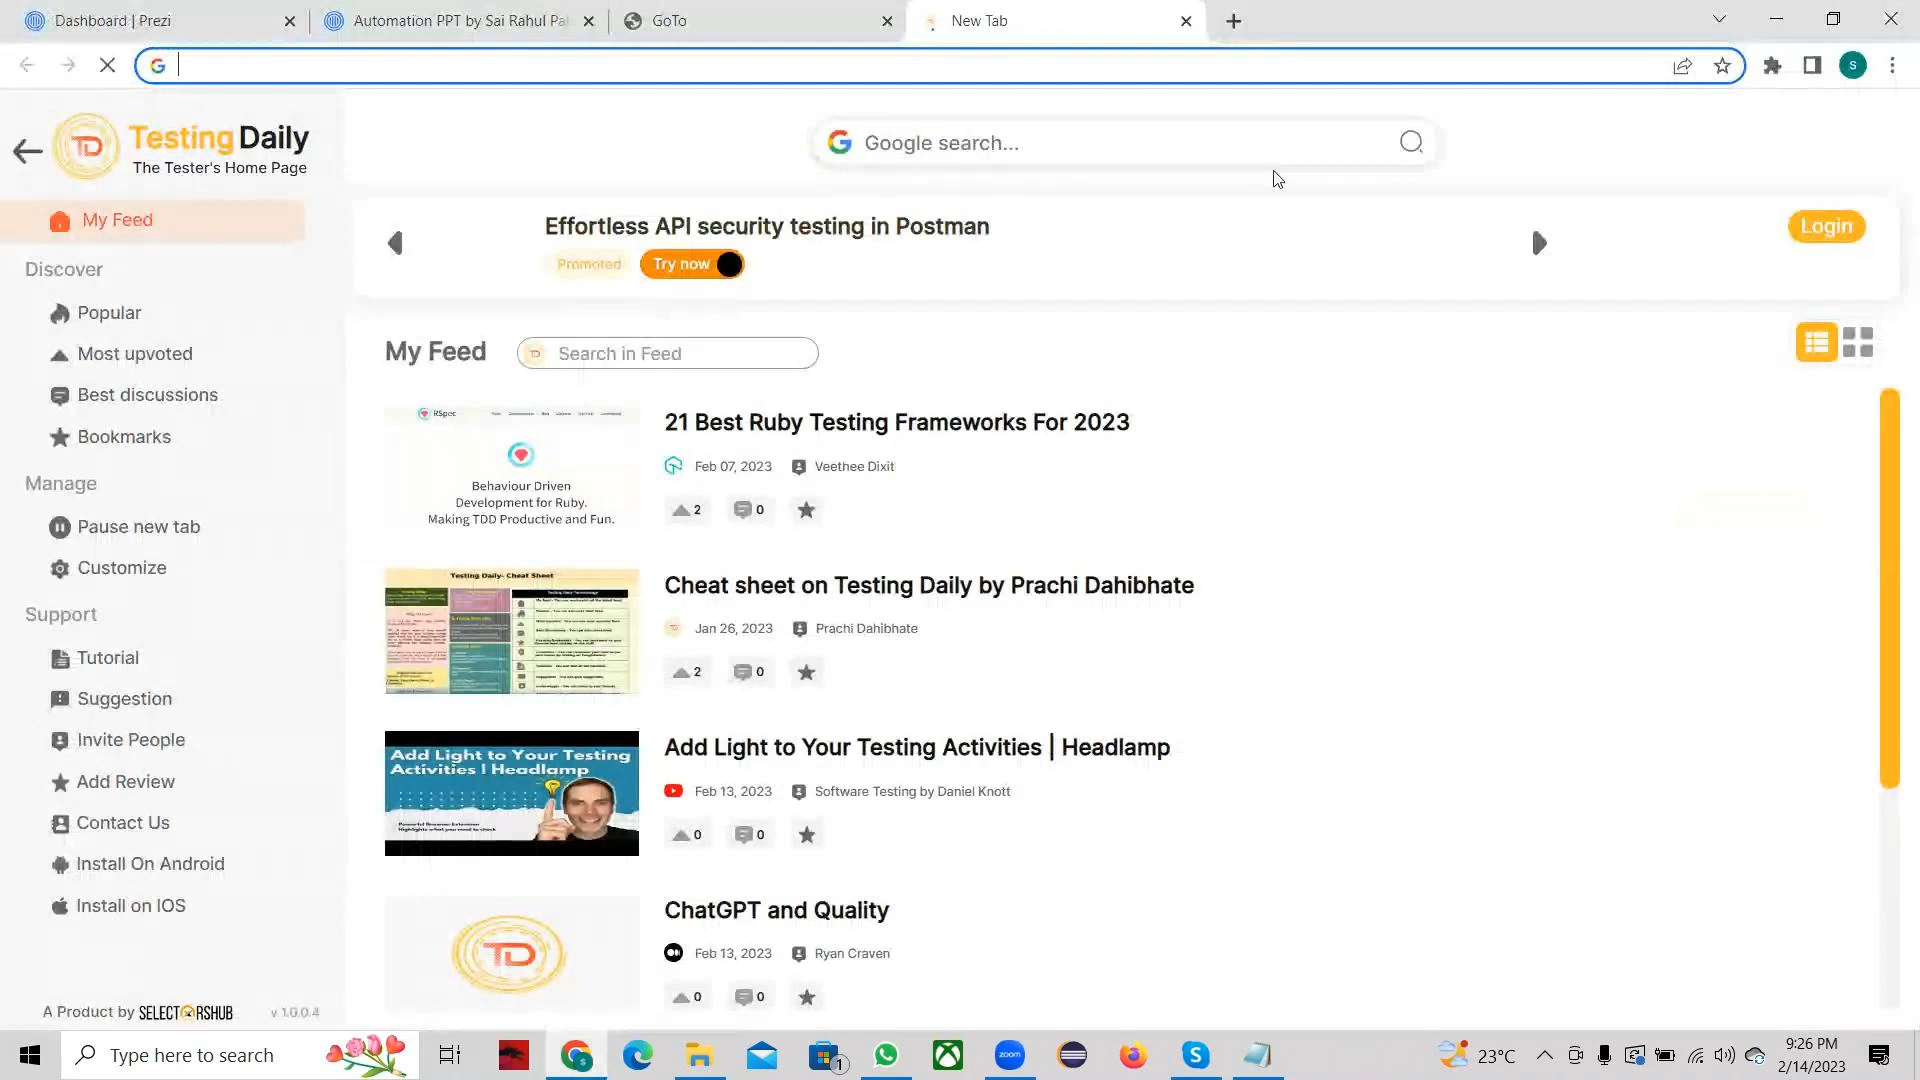 Dashboard | Prezi
Automation PPT by Sai Rahul Pa
GoTo
New Tab
S
TD
Testing Daily
The Tester's Home Page
Google search...
My Feed
Discover
Popular
Most upvoted
Best discussions
Bookmarks
Manage
Pause new tab
Customize
Support
Tutorial
Suggestion
Invite People
Add Review
Contact Us
Install On Android
Install on IOS
A Product by SELECTORSHUB
v 1.0.0.4
Effortless API security testing in Postman
Promoted
Try now
Login
My Feed
Search in Feed
RSpec
Behaviour Driven
Development for Ruby.
Making TDD Productive and Fun.
21 Best Ruby Testing Frameworks For 2023
Feb 07, 2023
Veethee Dixit
2
0
Testing Daily- Cheat Sheet
Cheat sheet on Testing Daily by Prachi Dahibhate
Jan 26, 2023
Prachi Dahibhate
2
0
Add Light to Your Testing
Activities | Headlamp
Add Light to Your Testing Activities | Headlamp
Feb 13, 2023
Software Testing by Daniel Knott
0
0
TD
ChatGPT and Quality
Feb 13, 2023
Ryan Craven
0
0
Type here to search
1
zoom
23°C
9:26 PM
2/14/2023